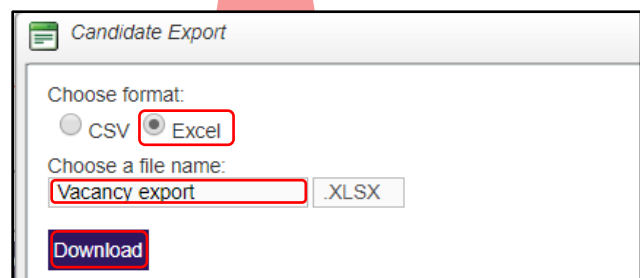 Candidate Export
Choose format:
CSV Excel
Choose a file name:
Vacancy export .XLSX
Download